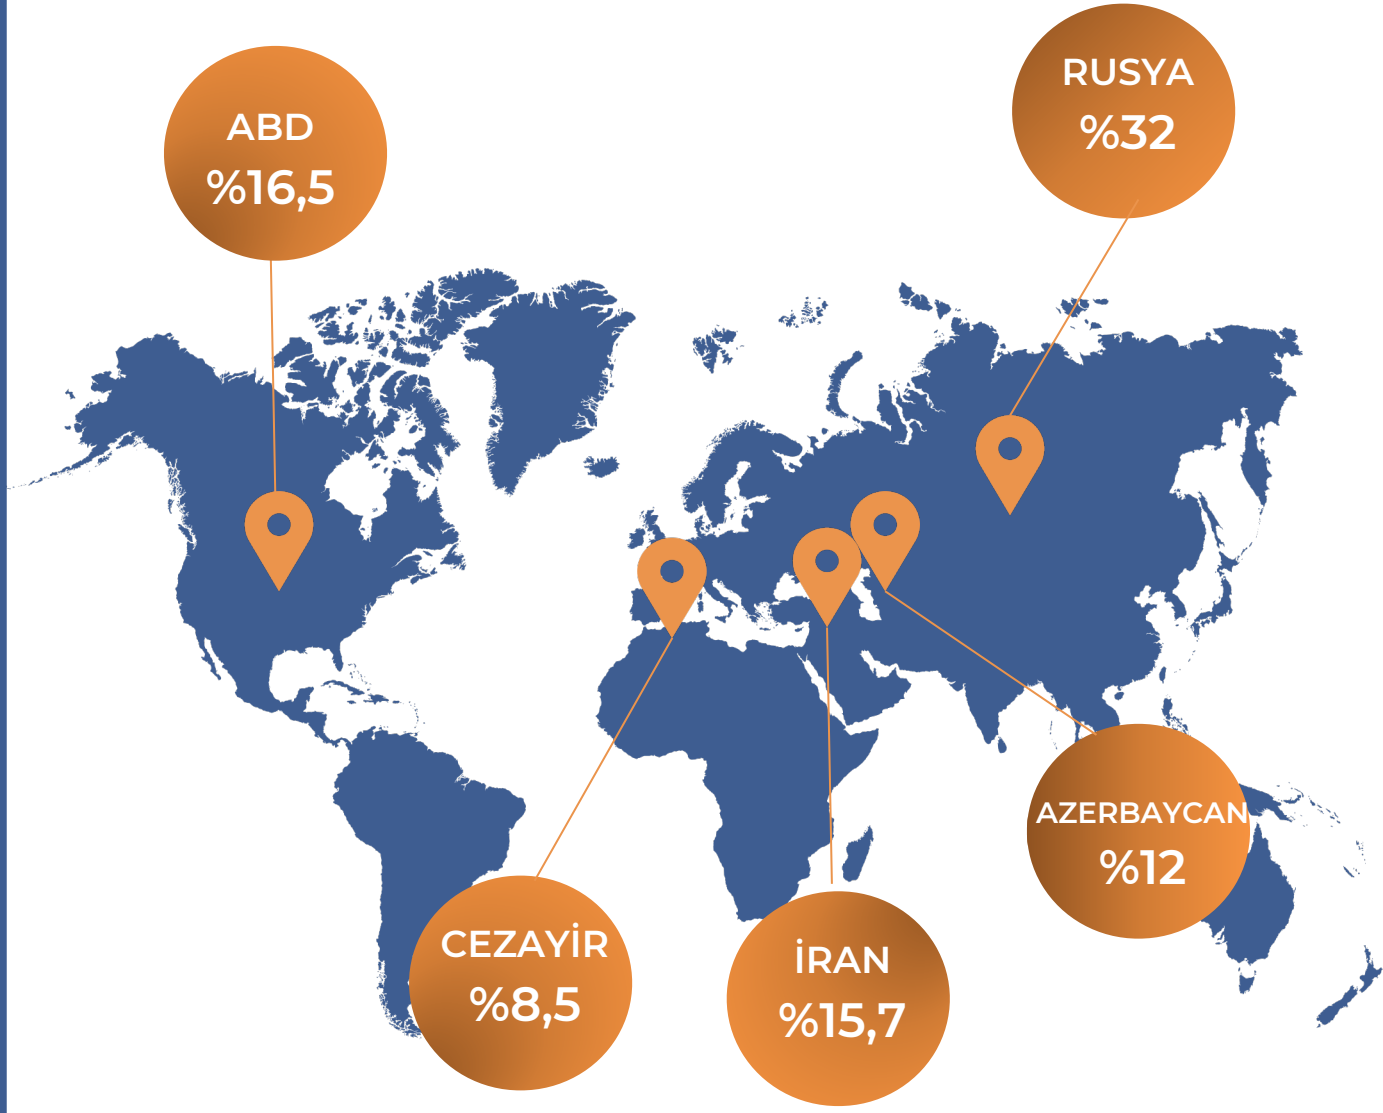 ABD
%16,5
RUSYA
%32
AZERBAYCAN
%12
CEZAYİR
%8,5
İRAN
%15,7